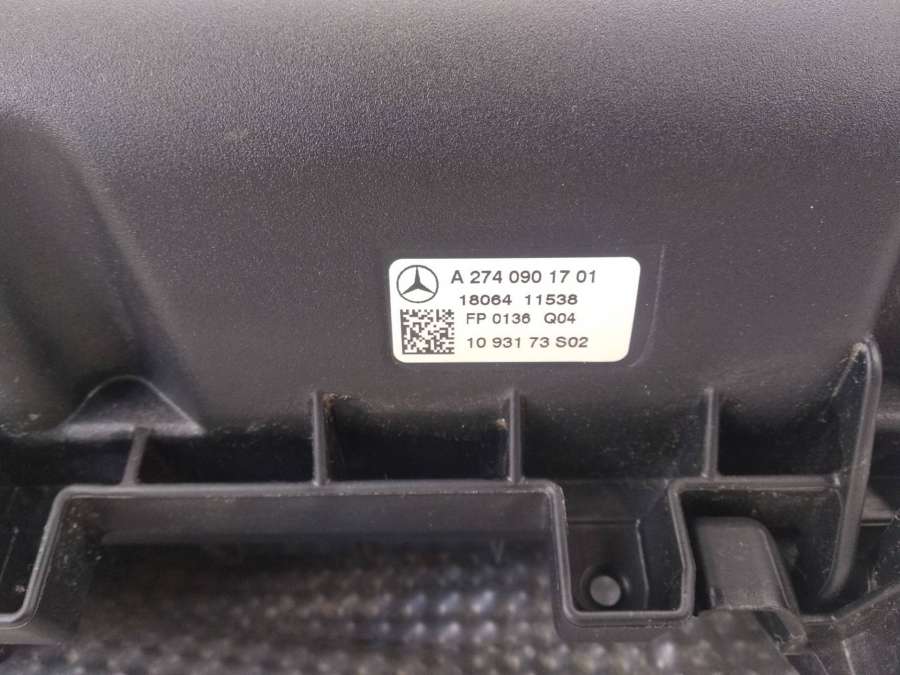 A 274 090 17 01
18064 11538
FP 0136 Q04
10 931 73 S02